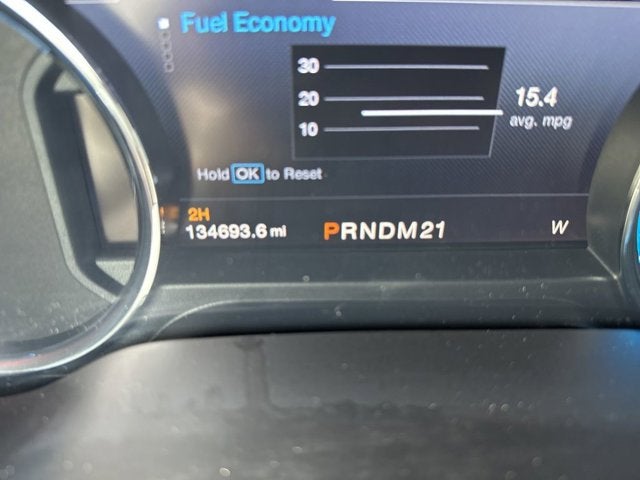 Fuel Economy
30
20
10
15.4
avg. mpg
Hold OK to Reset
2H
134693.6 mi PRNDM21 W